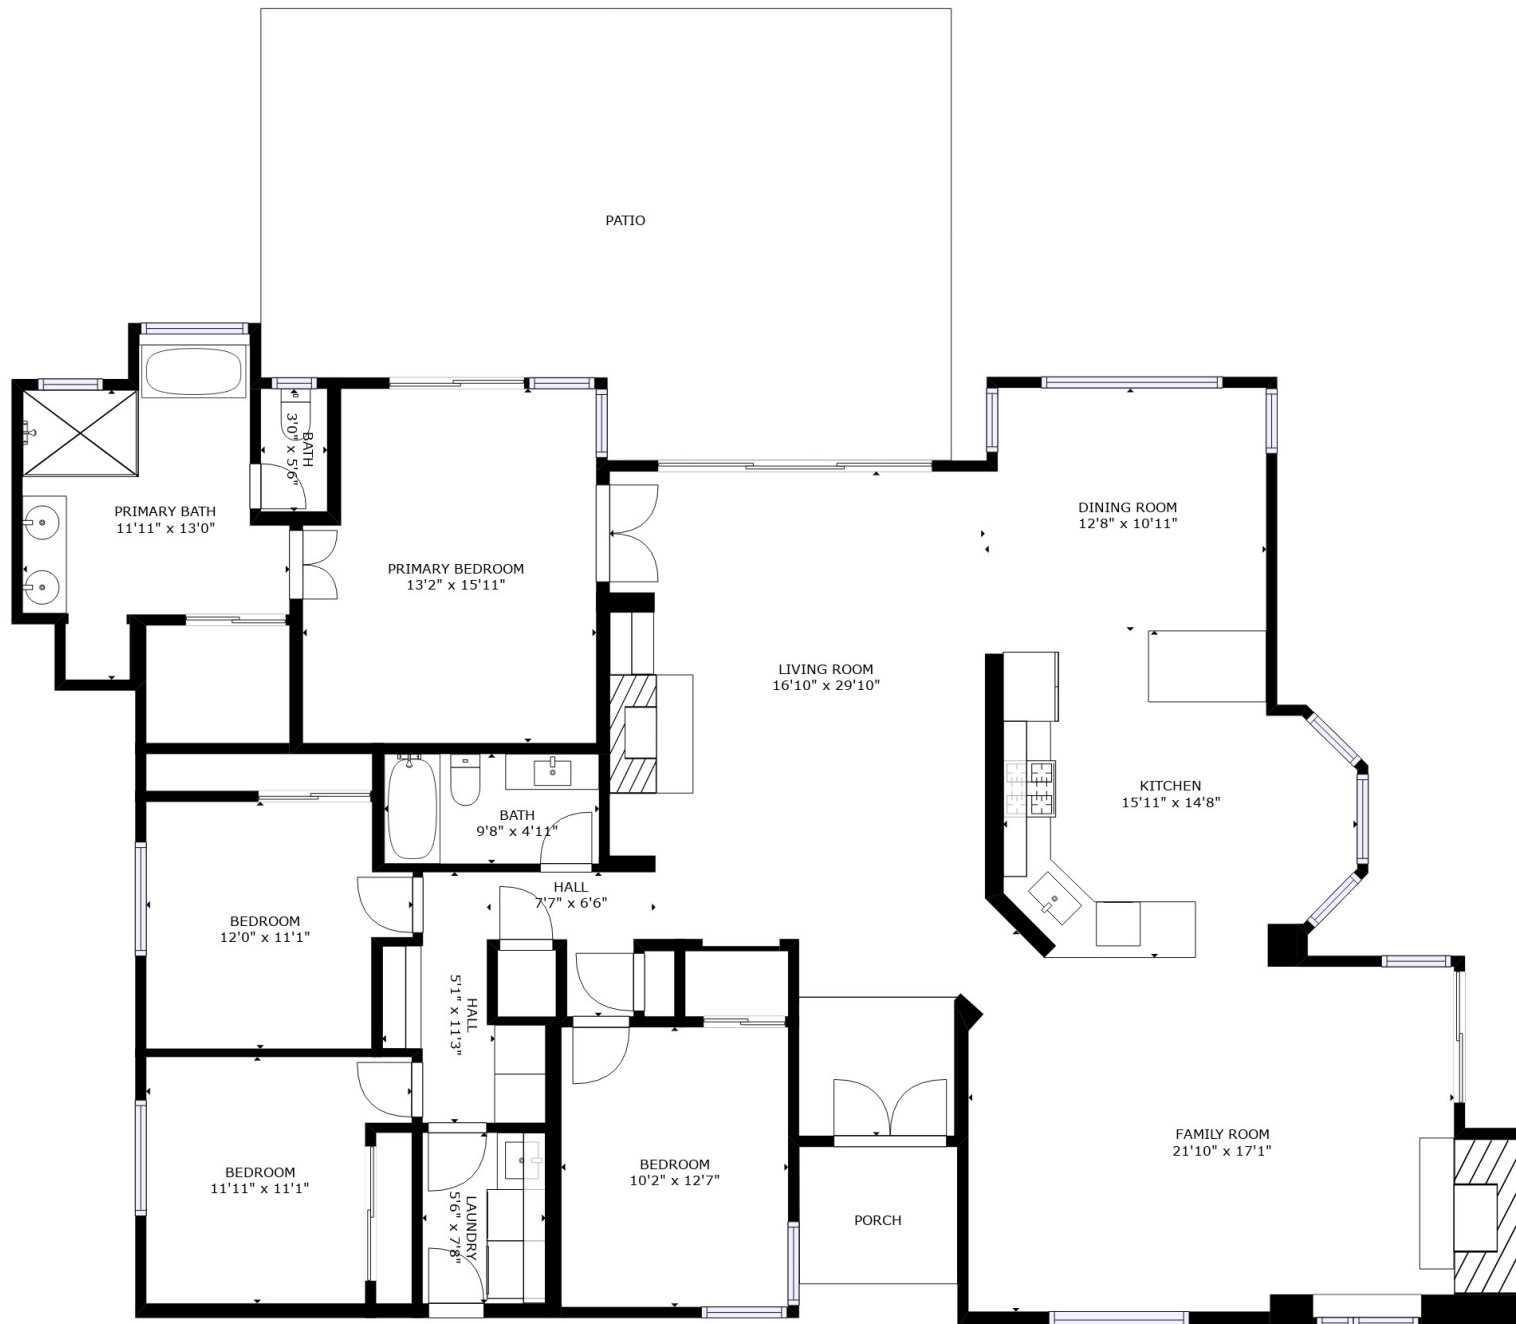 PATIO
BATH
3'0" x 5'6"
PRIMARY BATH
11'11" x 13'0"
DINING ROOM
12'8" x 10'11"
PRIMARY BEDROOM
13'2" x 15'11"
LIVING ROOM
16'10" x 29'10"
KITCHEN
15'11" x 14'8"
BATH
9'8" x 4'11"
HALL
7'7" x 6'6"
BEDROOM
12'0" x 11'1"
HALL
5'1" x 11'3"
FAMILY ROOM
21'10" x 17'1"
BEDROOM
11'11" x 11'1"
BEDROOM
10'2" x 12'7"
LAUNDRY
5'6" x 7'8"
PORCH